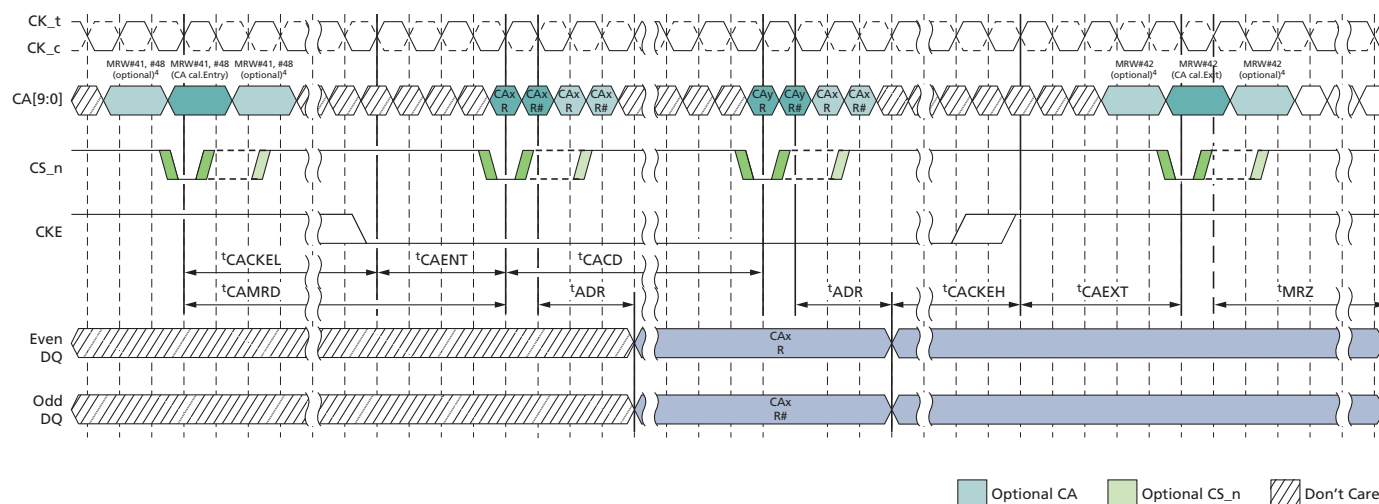 CK_t
CK_c
MRW#41, #48 MRW#41, #48 MRW#41, #48
(optional)4 (CA cal.Entry) (optional)4
MRW#42 MRW#42 MRW#42
(optional)4 (CA cal.Exit) (optional)4
CA[9:0]
CAx CAx CAx CAx
R R# R R#
CAy CAy CAx CAx
R R# R R#
CS_n
CKE
tCACKEL tCAENT tCACD
tCAMRD tADR tADR tCACKEH tCAEXT tMRZ
Even
DQ
CAx
R
Odd
DQ
CAx
R#
Optional CA Optional CS_n Don't Care